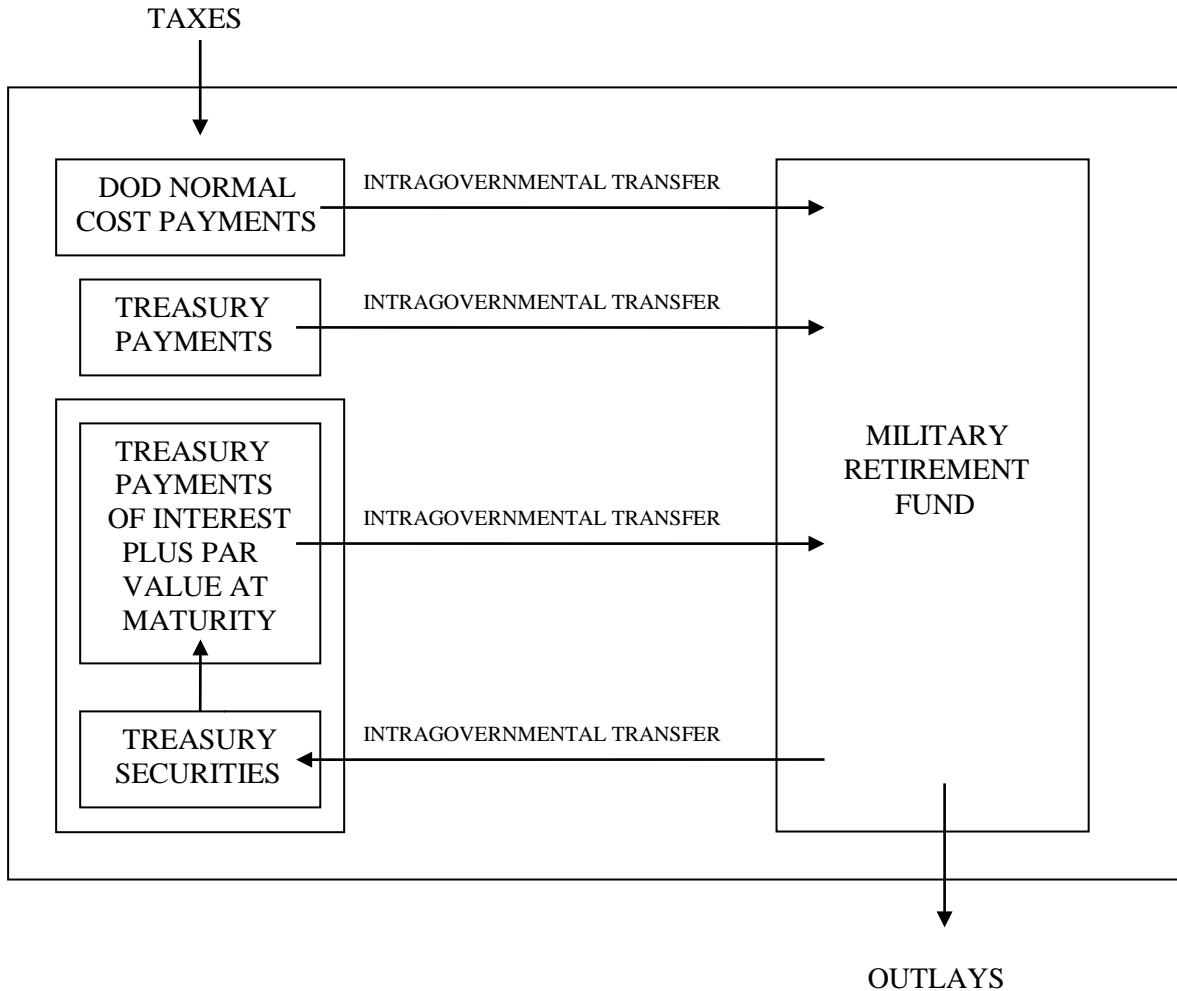 TAXES
DOD NORMAL
COST PAYMENTS
INTRAGOVERNMENTAL TRANSFER
TREASURY
PAYMENTS
INTRAGOVERNMENTAL TRANSFER
TREASURY
PAYMENTS
OF INTEREST
PLUS PAR
VALUE AT
MATURITY
INTRAGOVERNMENTAL TRANSFER
MILITARY
RETIREMENT
FUND
TREASURY
SECURITIES
INTRAGOVERNMENTAL TRANSFER
OUTLAYS